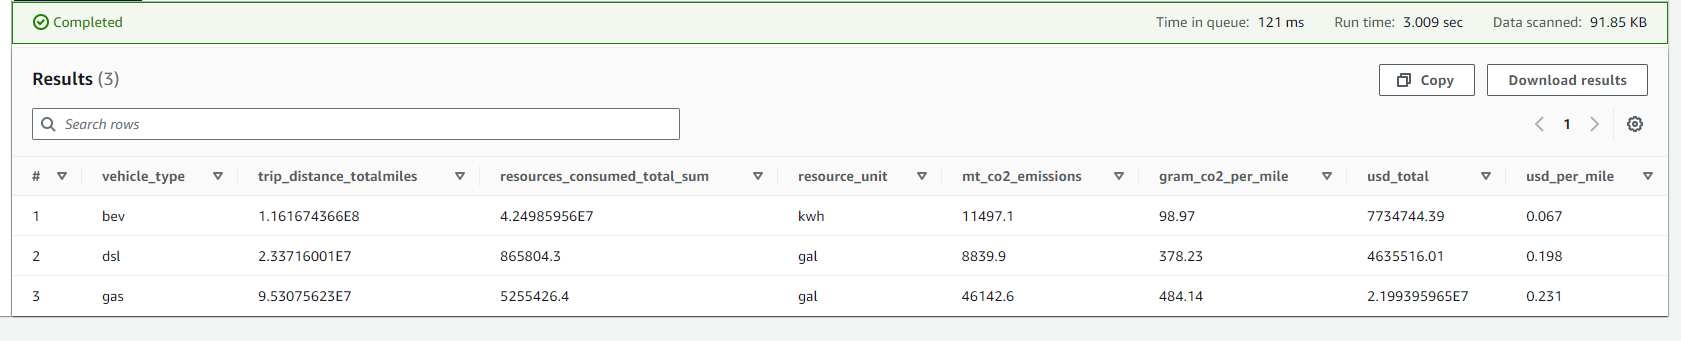 Completed Time in queue: 121 ms Run time: 3.009 sec Data scanned: 91.85 KB
Results (3) Copy Download results
Search rows 1
# vehicle_type trip_distance_totalmiles resources_consumed_total_sum resource_unit mt_co2_emissions gram_co2_per_mile usd_total usd_per_mile
1 bev 1.161674366E8 4.24985956E7 kwh 11497.1 98.97 7734744.39 0.067
2 dsl 2.33716001E7 865804.3 gal 8839.9 378.23 4635516.01 0.198
3 gas 9.53075623E7 5255426.4 gal 46142.6 484.14 2.199395965E7 0.231